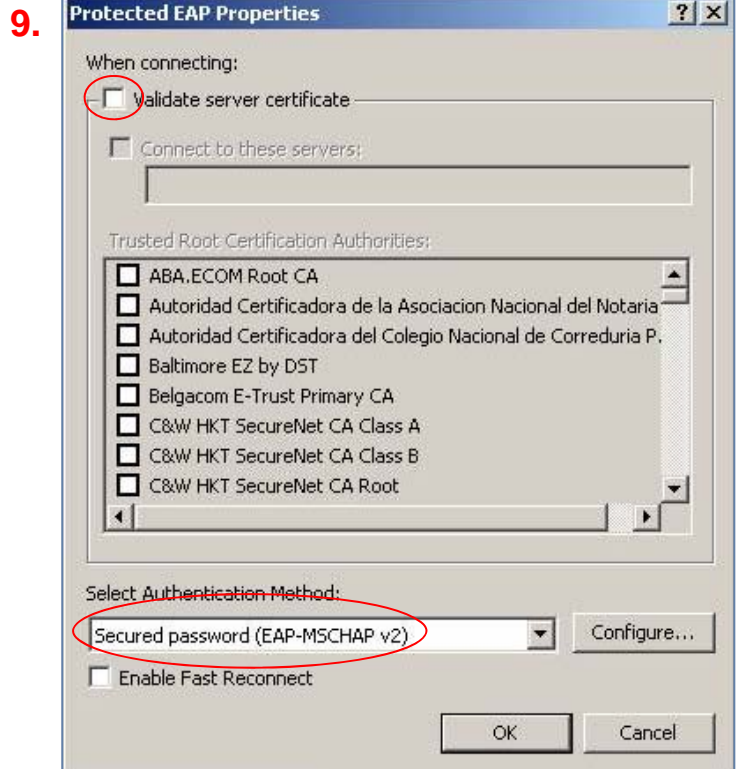 9.
Protected EAP Properties
When connecting:
Validate server certificate
Connect to these servers:
Trusted Root Certification Authorities:
ABA.ECOM Root CA
Autoridad Certificadora de la Asociacion Nacional del Notaria
Autoridad Certificadora del Colegio Nacional de Correduria P.
Baltimore EZ by DST
Belgacom E-Trust Primary CA
C&W HKT SecureNet CA Class A
C&W HKT SecureNet CA Class B
C&W HKT SecureNet CA Root
Select Authentication Method:
Secured password (EAP-MSCHAP v2)
Configure...
Enable Fast Reconnect
OK
Cancel